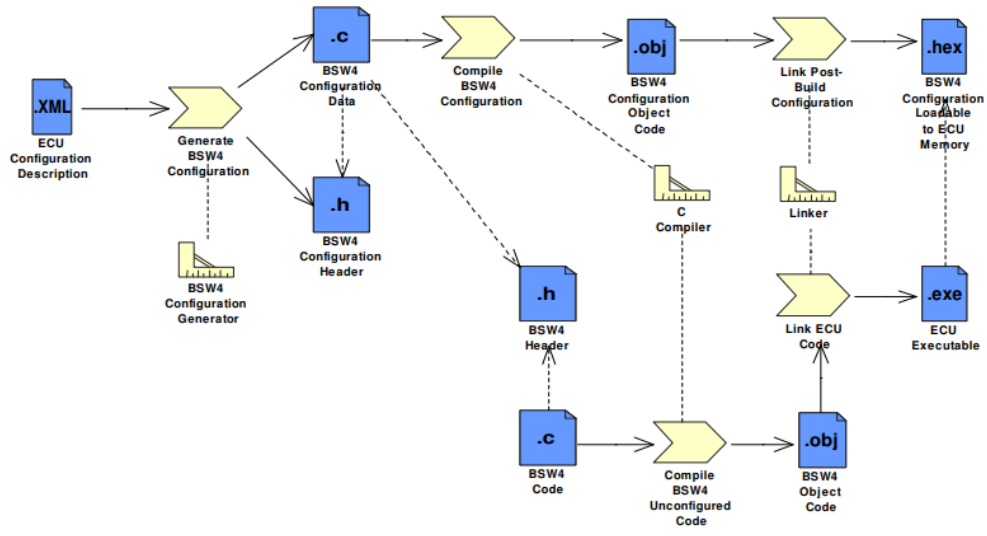 .XML
ECU
Configuration
Description
Generate
BSW4
Configuration
BSW4
Configuration
Generator
.c
BSW4
Configuration
Data
.h
BSW4
Configuration
Header
Compile
BSW4
Configuration
.obj
BSW4
Configuration
Object
Code
Link Post-
Build
Configuration
.hex
BSW4
Configuration
Loadable
to ECU
Memory
C
Compiler
Linker
.h
BSW4
Header
Link ECU
Code
.exe
ECU
Executable
.c
BSW4
Code
Compile
BSW4
Unconfigured
Code
.obj
BSW4
Object
Code